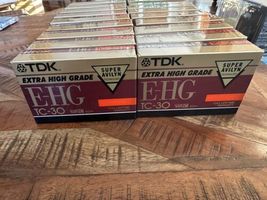 TDK
SUPER
AVILYN
EXTRA HIGH GRADE
E-HG
TC-30
TDK
SUPER
AVILYN
EXTRA HIGH GRADE
E-HG
TC-30